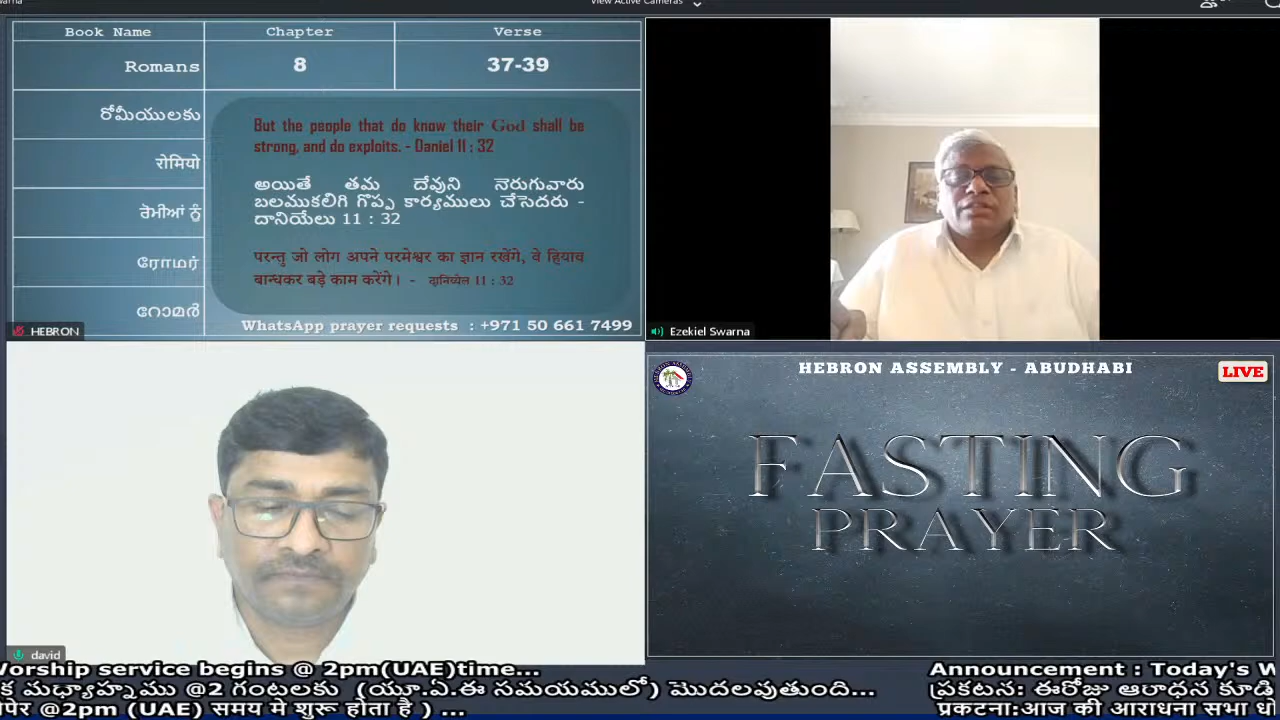 View Active Cameras
Book Name Chapter Verse
Romans 8 37-39
రోమీయులకు
रोमियो
ਰੋਮੀਆਂ ਨੂੰ
ரோமர்
റോമർ
But the people that do know their God shall be
strong, and do exploits. - Daniel 11 : 32
అయితే తమ దేవుని నెరుగువారు
బలముకలిగి గొప్ప కార్యములు చేసెదరు -
దానియేలు 11 : 32
परन्तु जो लोग अपने परमेश्वर का ज्ञान रखेंगे, वे हियाव
बान्धकर बड़े काम करेंगे। - दानिय्येल 11 : 32
WhatsApp prayer requests : +971 50 661 7499
HEBRON
Ezekiel Swarna
HEBRON ASSEMBLY - ABUDHABI
LIVE
FASTING
PRAYER
david
Worship service begins @ 2pm(UAE)time... Announcement : Today's W
క మధ్యాహ్నము @2 గంటలకు (యూ.ఏ.ఈ సమయములో) మొదలవుతుంది... ప్రకటన: ఈరోజు ఆరాధన కూడి
@2pm (UAE) समय मे शुरू होता है ) ... प्रकटना:आज की आराधना सभा